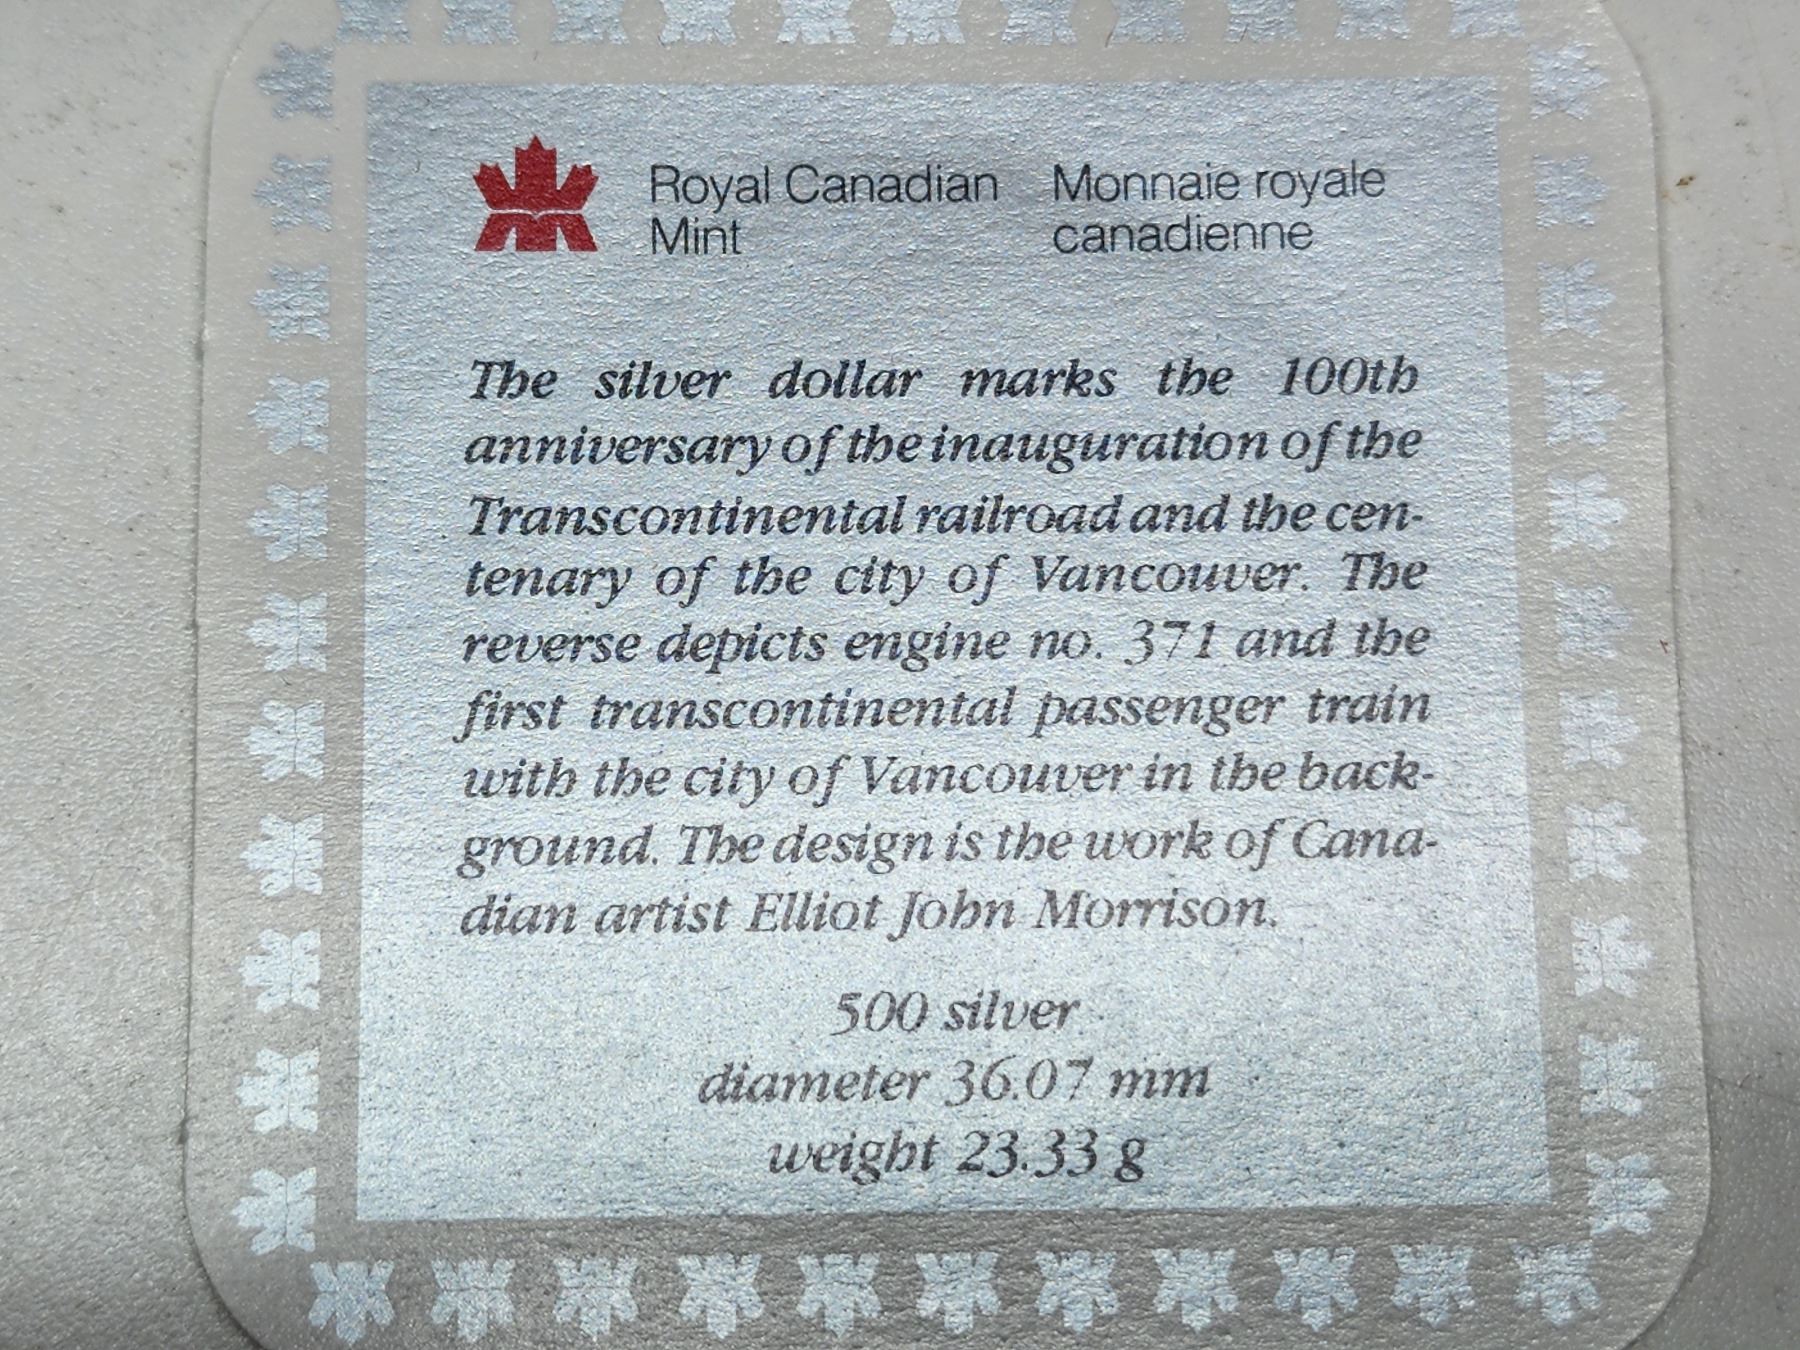 Royal Canadian Mint
Monnaie royale canadienne
The silver dollar marks the 100th
anniversary of the inauguration of the
Transcontinental railroad and the cen-
tenary of the city of Vancouver. The
reverse depicts engine no. 371 and the
first transcontinental passenger train
with the city of Vancouver in the back-
ground. The design is the work of Cana-
dian artist Elliot John Morrison.
500 silver
diameter 36.07 mm
weight 23.33 g